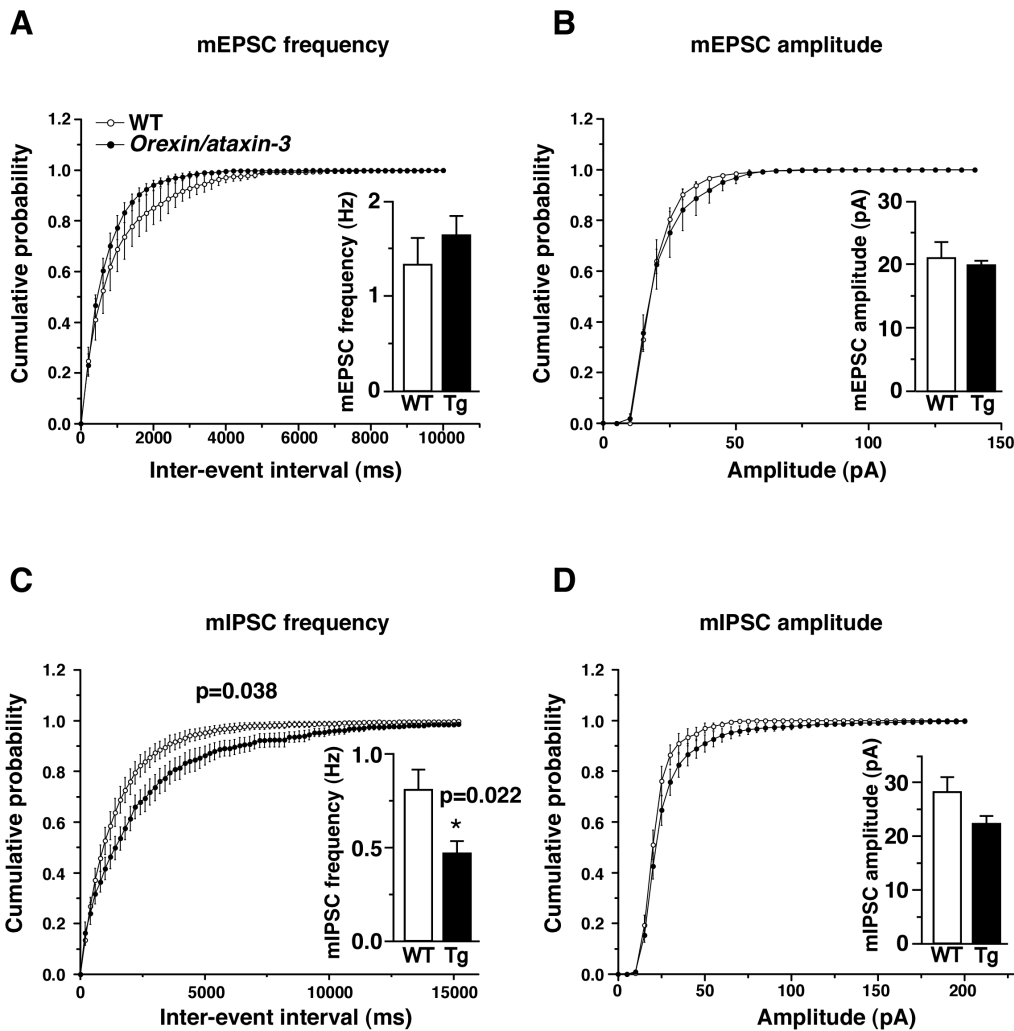 A
mEPSC frequency
1.2
1.0
0.8
0.6
0.4
0.2
0.0
Cumulative probability
WT
Orexin/ataxin-3
0 2000 4000 6000 8000 10000
Inter-event interval (ms)
mEPSC frequency (Hz)
2
1
0
WT Tg
B
mEPSC amplitude
1.2
1.0
0.8
0.6
0.4
0.2
0.0
Cumulative probability
0 50 100 150
Amplitude (pA)
mEPSC amplitude (pA)
30
20
10
0
WT Tg
C
mIPSC frequency
1.2
1.0
0.8
0.6
0.4
0.2
0.0
Cumulative probability
p=0.038
0 5000 10000 15000
Inter-event interval (ms)
mIPSC frequency (Hz)
1.0
0.5
0.0
p=0.022
*
WT Tg
D
mIPSC amplitude
1.2
1.0
0.8
0.6
0.4
0.2
0.0
Cumulative probability
0 50 100 150 200
Amplitude (pA)
mIPSC amplitude (pA)
30
20
10
0
WT Tg